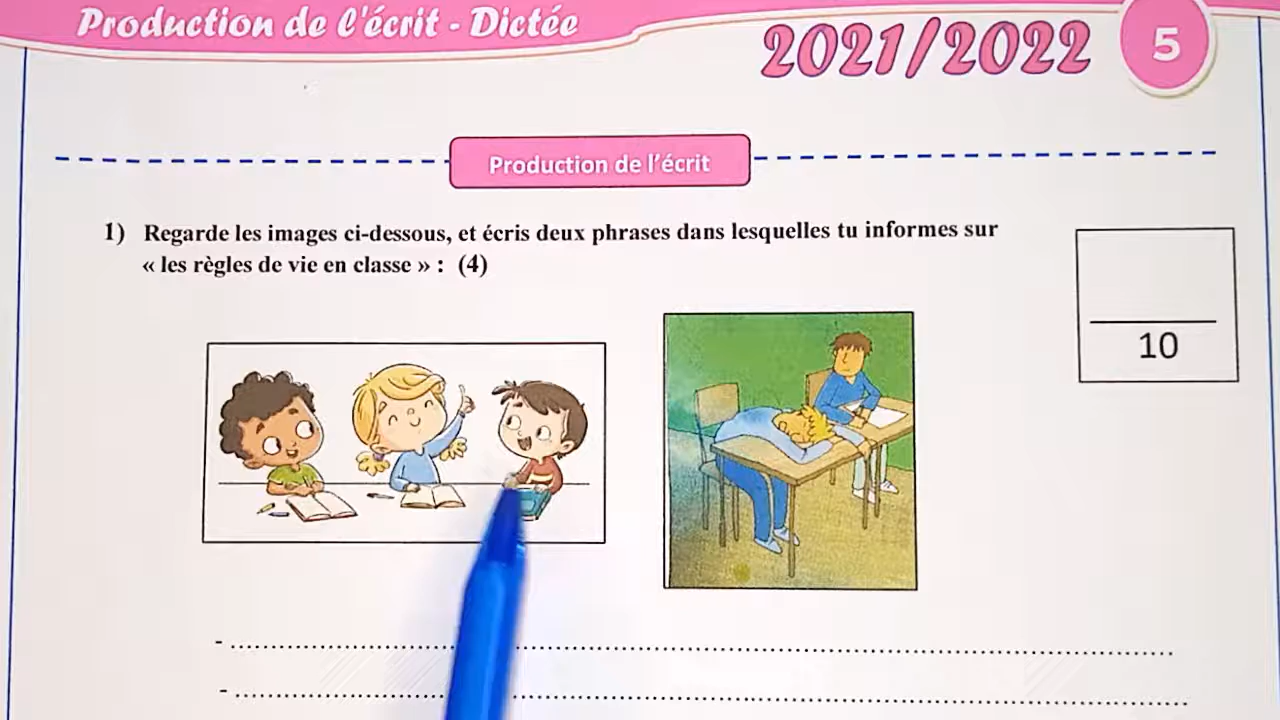 Production de l'écrit - Dictée
2021/2022
5
Production de l'écrit
1) Regarde les images ci-dessous, et écris deux phrases dans lesquelles tu informes sur
« les règles de vie en classe » : (4)
10